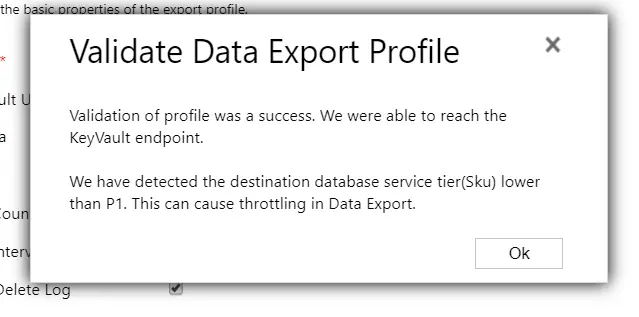 the basic properties of the export profile.
Validate Data Export Profile
*
Validation of profile was a success. We were able to reach the
KeyVault endpoint.
We have detected the destination database service tier(Sku) lower
than P1. This can cause throttling in Data Export.
Ok
Delete Log